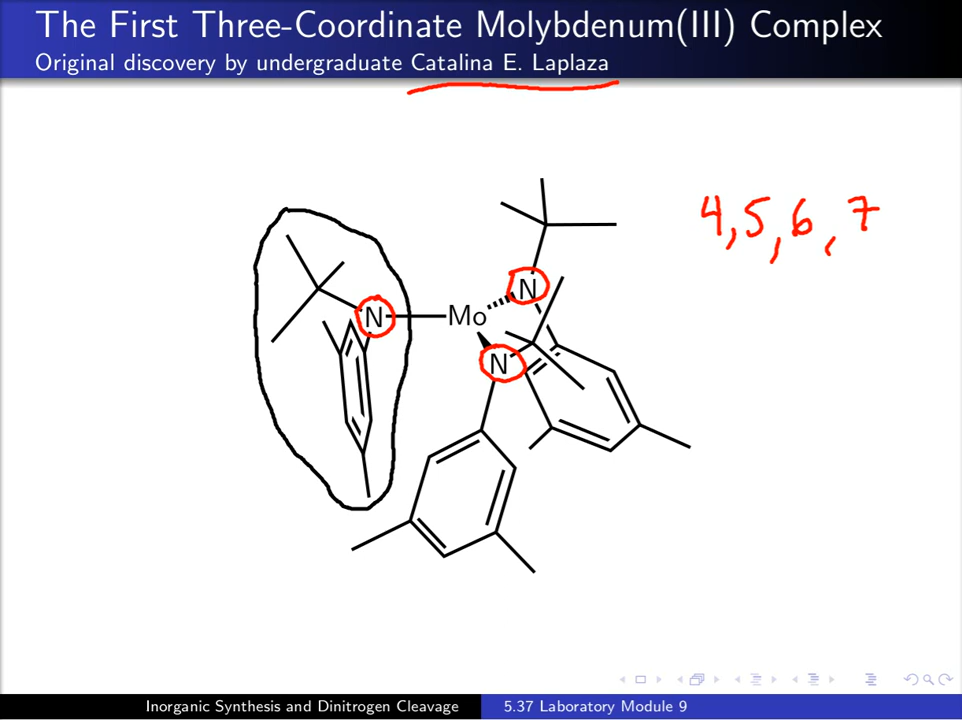 The First Three-Coordinate Molybdenum(III) Complex
Original discovery by undergraduate Catalina E. Laplaza
4,5,6,7
N
N Mo
N
Inorganic Synthesis and Dinitrogen Cleavage 5.37 Laboratory Module 9